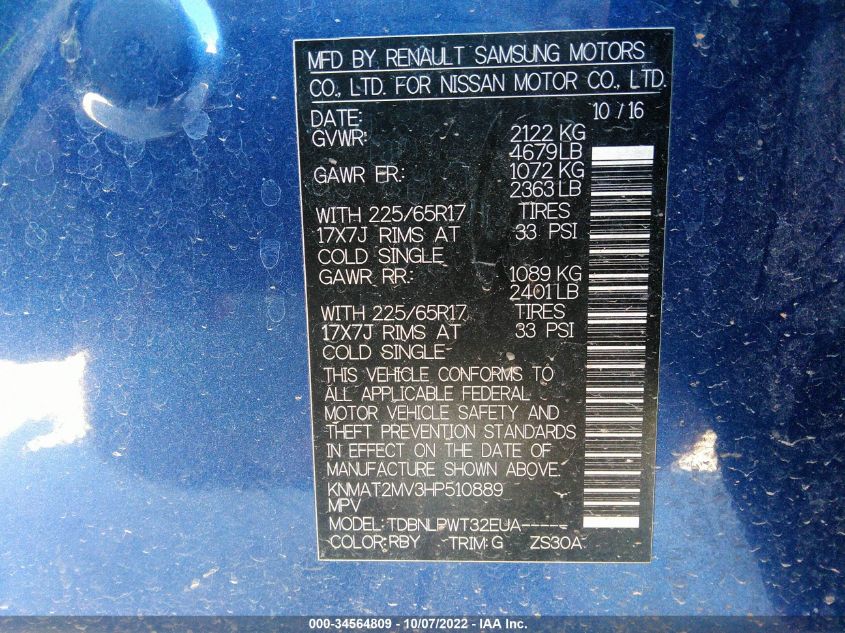 MFD BY RENAULT SAMSUNG MOTORS
CO., LTD. FOR NISSAN MOTOR CO., LTD.
DATE: 10 / 16
GVWR: 2122 KG
4679 LB
GAWR FR: 1072 KG
2363 LB
WITH 225/65R17 TIRES
17X7J RIMS AT 33 PSI
COLD SINGLE
GAWR RR: 1089 KG
2401 LB
WITH 225/65R17 TIRES
17X7J RIMS AT 33 PSI
COLD SINGLE
THIS VEHICLE CONFORMS TO
ALL APPLICABLE FEDERAL
MOTOR VEHICLE SAFETY AND
THEFT PREVENTION STANDARDS
IN EFFECT ON THE DATE OF
MANUFACTURE SHOWN ABOVE.
KNMAT2MV3HP510889
MPV
MODEL: TDBNLPWT32EUA-----
COLOR: RBY TRIM: G ZS30A
000-34564809 - 10/07/2022 - IAA Inc.